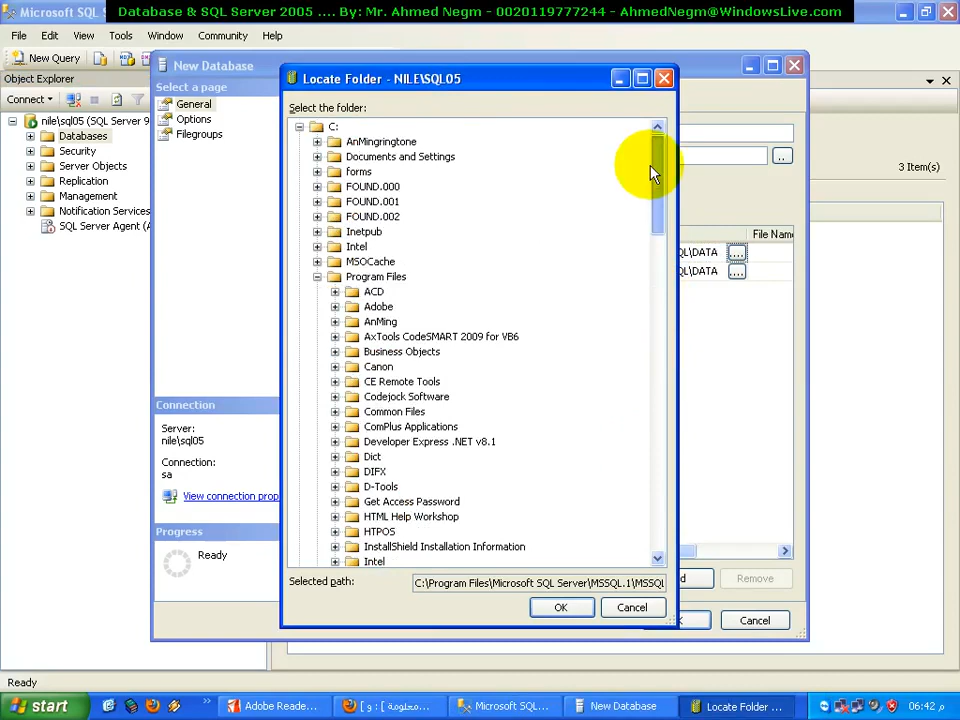 Microsoft SQL S
Database & SQL Server 2005 .... By: Mr. Ahmed Negm - 0020119777244 - AhmedNegm@WindowsLive.com
File Edit View Tools Window Community Help
New Query
Object Explorer
Connect
nile\sql05 (SQL Server 9
Databases
Security
Server Objects
Replication
Management
Notification Services
SQL Server Agent (A
New Database
Select a page
General
Options
Filegroups
Connection
Server:
nile\sql05
Connection:
sa
View connection prop
Progress
Ready
Locate Folder - NILE\SQL05
Select the folder:
C:
AnMingringtone
Documents and Settings
forms
FOUND.000
FOUND.001
FOUND.002
Inetpub
Intel
MSOCache
Program Files
ACD
Adobe
AnMing
AxTools CodeSMART 2009 for VB6
Business Objects
Canon
CE Remote Tools
Codejock Software
Common Files
ComPlus Applications
Developer Express .NET v8.1
Dict
DIFX
D-Tools
Get Access Password
HTML Help Workshop
HTPOS
InstallShield Installation Information
Intel
Selected path: C:\Program Files\Microsoft SQL Server\MSSQL.1\MSSQL
OK Cancel
..
3 Item(s)
File Name
QL\DATA ....
QL\DATA ....
d Remove
K Cancel
Ready
start
Adobe Reade...
معلومة ] : [ و ] ...
Microsoft SQL...
New Database
Locate Folder ...
06:42 م